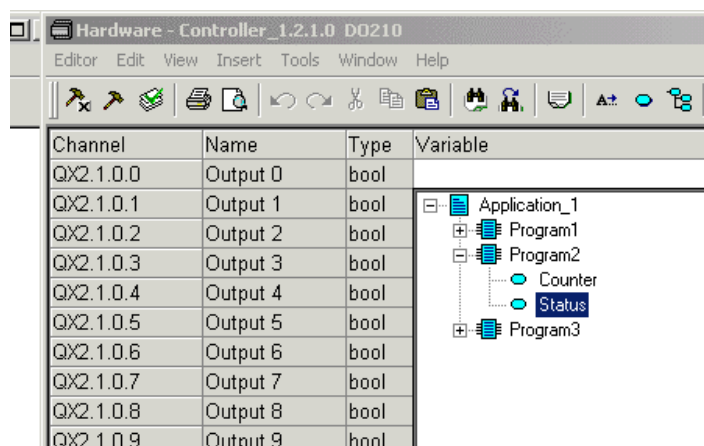 Hardware - Controller_1.2.1.0 DO210
Editor Edit View Insert Tools Window Help
Channel Name Type Variable
QX2.1.0.0 Output 0 bool
QX2.1.0.1 Output 1 bool
Application_1
QX2.1.0.2 Output 2 bool
Program1
QX2.1.0.3 Output 3 bool
Program2
QX2.1.0.4 Output 4 bool
Counter
QX2.1.0.5 Output 5 bool
Status
QX2.1.0.6 Output 6 bool
Program3
QX2.1.0.7 Output 7 bool
QX2.1.0.8 Output 8 bool
QX2.1.0.9 Output 9 bool